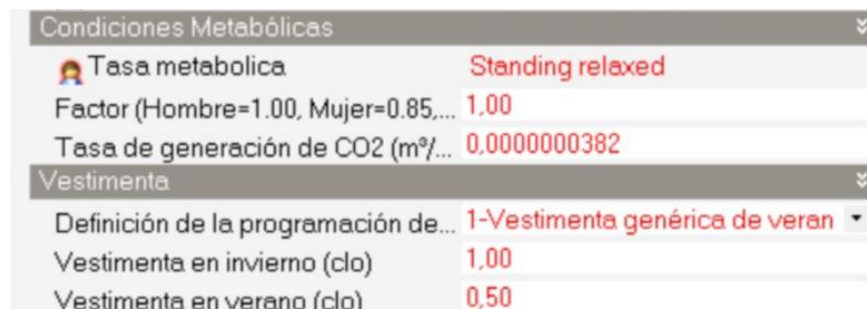 Condiciones Metabólicas
Tasa metabolica Standing relaxed
Factor (Hombre=1.00, Mujer=0.85,... 1,00
Tasa de generación de CO2 (m³/... 0,0000000382
Vestimenta
Definición de la programación de... 1-Vestimenta genérica de veran
Vestimenta en invierno (clo) 1,00
Vestimenta en verano (clo) 0,50